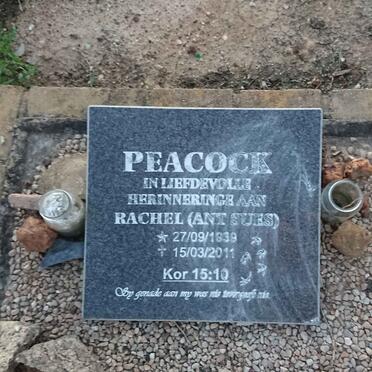 PEACOCK
IN LIEFDEVOLLE
HERINNERINGE AAN
RACHEL (ANT SUES)
27/09/1939
† 15/03/2011
Kor 15:10
Sy genade aan my was nie tevergeefs nie.